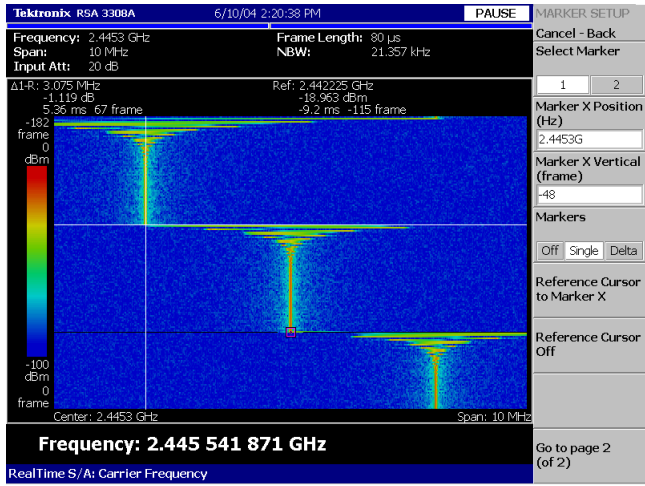 Tektronix RSA 3308A 6/10/04 2:20:38 PM PAUSE MARKER SETUP
Cancel - Back
Frequency: 2.4453 GHz Frame Length: 80 µs
Span: 10 MHz NBW: 21.357 kHz
Input Att: 20 dB
Select Marker
1 2
Δ1-R: 3.075 MHz Ref: 2.442225 GHz
-1.119 dB -18.963 dBm
5.36 ms 67 frame -9.2 ms -115 frame
Marker X Position
(Hz)
2.4453G
-182
frame
0
dBm
Marker X Vertical
(frame)
-48
Markers
Off Single Delta
Reference Cursor
to Marker X
Reference Cursor
Off
-100
dBm
0
frame
Center: 2.4453 GHz Span: 10 MHz
Frequency: 2.445 541 871 GHz
Go to page 2
(of 2)
RealTime S/A: Carrier Frequency